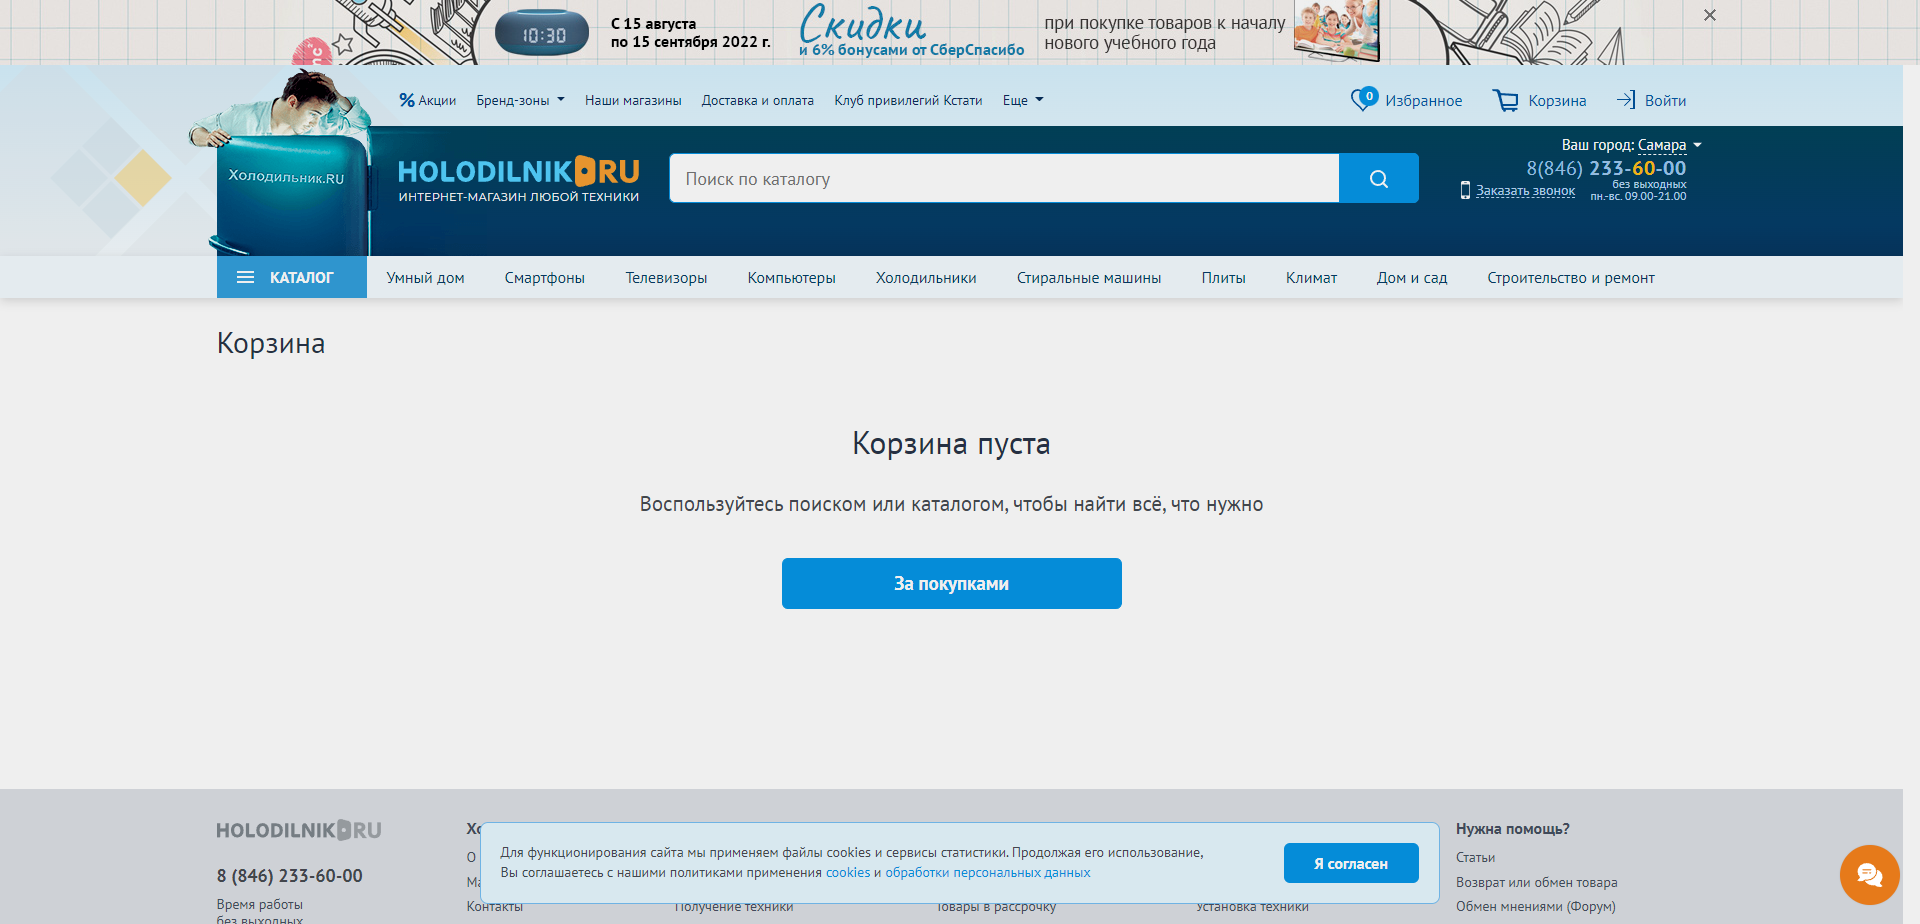 10:30
С 15 августа
по 15 сентября 2022 г.
Скидки
и 6% бонусами от СберСпасибо
при покупке товаров к началу
нового учебного года
% Акции Бренд-зоны Наши магазины Доставка и оплата Клуб привилегий Кстати Еще
0 Избранное Корзина Войти
Холодильник.RU
HOLODILNIK.RU
ИНТЕРНЕТ-МАГАЗИН ЛЮБОЙ ТЕХНИКИ
Поиск по каталогу
Ваш город: Самара
8(846) 233-60-00
Заказать звонок
без выходных
пн.-вс. 09.00-21.00
КАТАЛОГ Умный дом Смартфоны Телевизоры Компьютеры Холодильники Стиральные машины Плиты Климат Дом и сад Строительство и ремонт
Корзина
Корзина пуста
Воспользуйтесь поиском или каталогом, чтобы найти всё, что нужно
За покупками
HOLODILNIK.RU
8 (846) 233-60-00
Время работы
без выходных
Контакты Получение техники Товары в рассрочку Установка техники
Для функционирования сайта мы применяем файлы cookies и сервисы статистики. Продолжая его использование,
Вы соглашаетесь с нашими политиками применения cookies и обработки персональных данных
Я согласен
Нужна помощь?
Статьи
Возврат или обмен товара
Обмен мнениями (Форум)